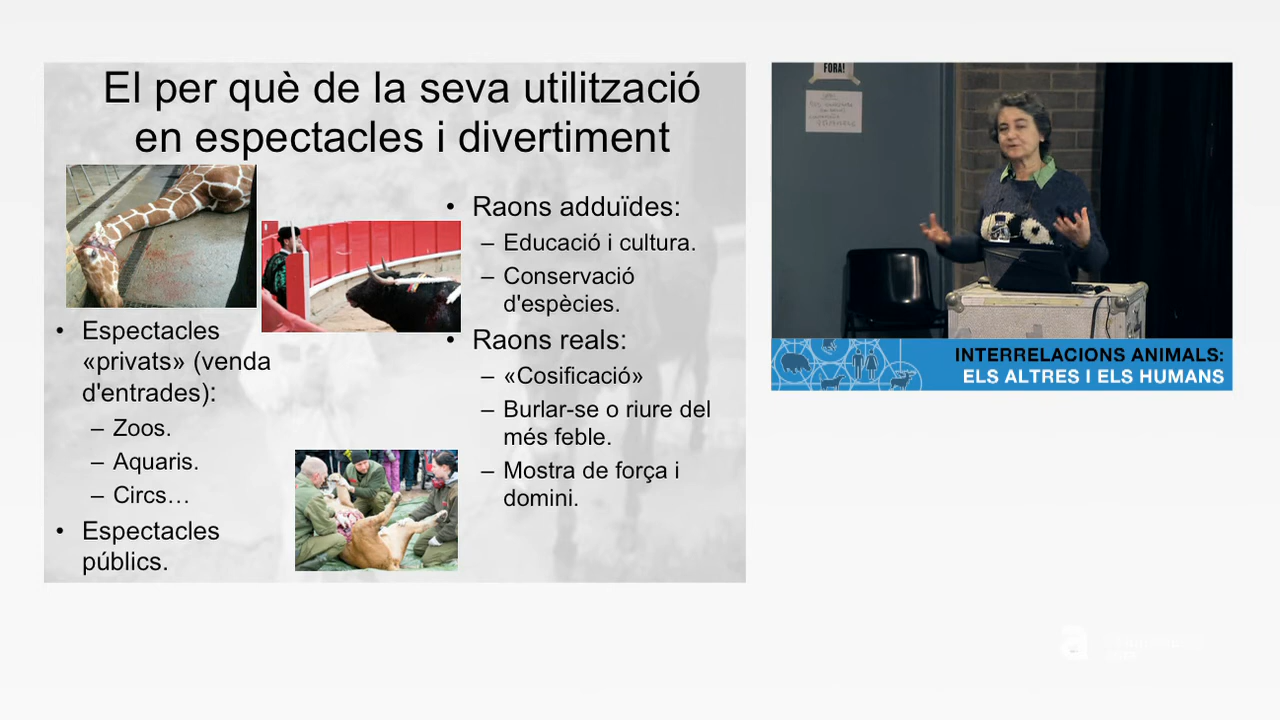 El per què de la seva utilització
en espectacles i divertiment
• Espectacles
«privats» (venda
d'entrades):
– Zoos.
– Aquaris.
– Circs…
• Espectacles
públics.
• Raons adduïdes:
– Educació i cultura.
– Conservació
d'espècies.
• Raons reals:
– «Cosificació»
– Burlar-se o riure del
més feble.
– Mostra de força i
domini.
FORA!
INTERRELACIONS ANIMALS:
ELS ALTRES I ELS HUMANS